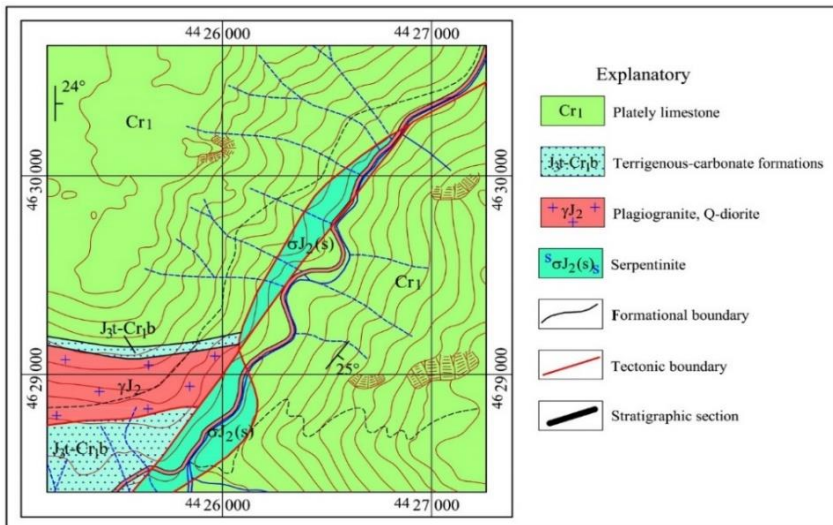 44 26 000
44 27 000
24°
Cr1
46 30 000
46 30 000
σJ2(s)
Cr1
J3t-Cr1b
25°
46 29 000
46 29 000
γJ2
J3t-Cr1b
σJ2(s)
44 26 000
44 27 000
Explanatory
Cr1 Plately limestone
J3t-Cr1b Terrigenous-carbonate formations
γJ2 Plagiogranite, Q-diorite
S σJ2(s) S Serpentinite
Formational boundary
Tectonic boundary
Stratigraphic section